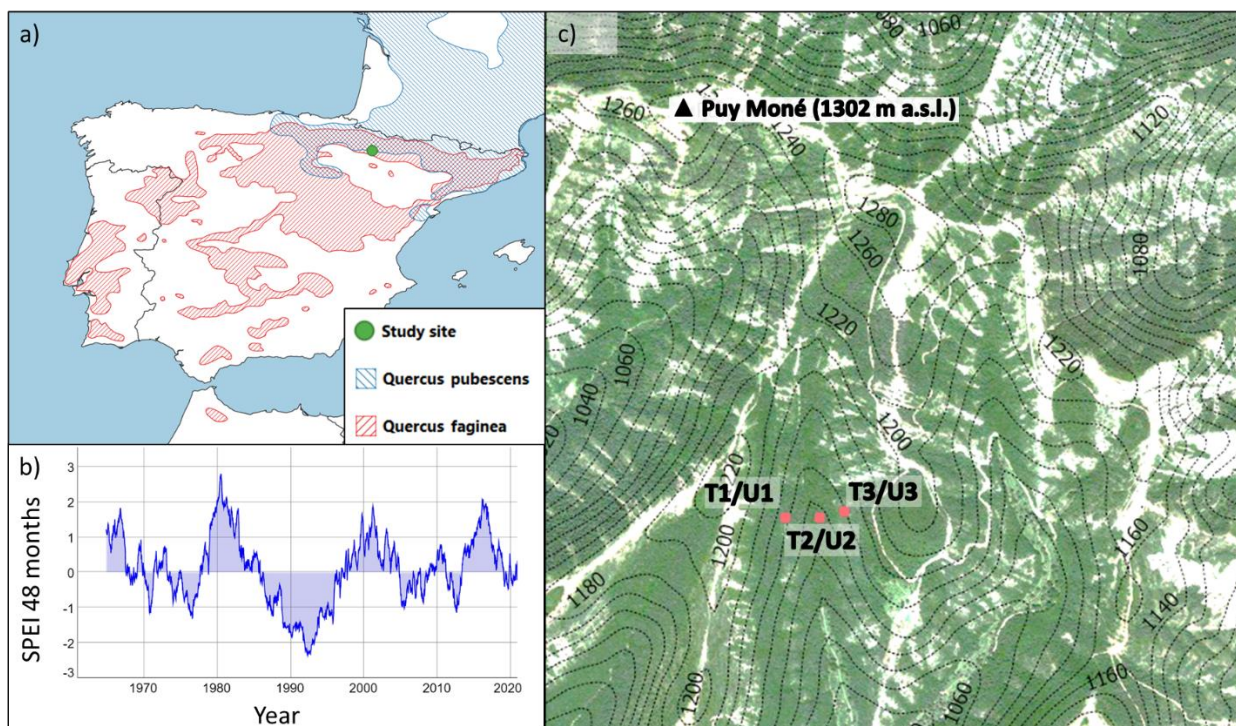 a)
Study site
Quercus pubescens
Quercus faginea
b)
3
2
1
0
-1
-2
-3
SPEI 48 months
1970
1980
1990
2000
2010
2020
Year
c)
1060
1260
▲ Puy Moné (1302 m a.s.l.)
1240
1120
1280
1260
1080
1220
1060
1220
1040
1200
1220
T1/U1
T3/U3
T2/U2
1200
1160
1180
1140
1200
1060
1160